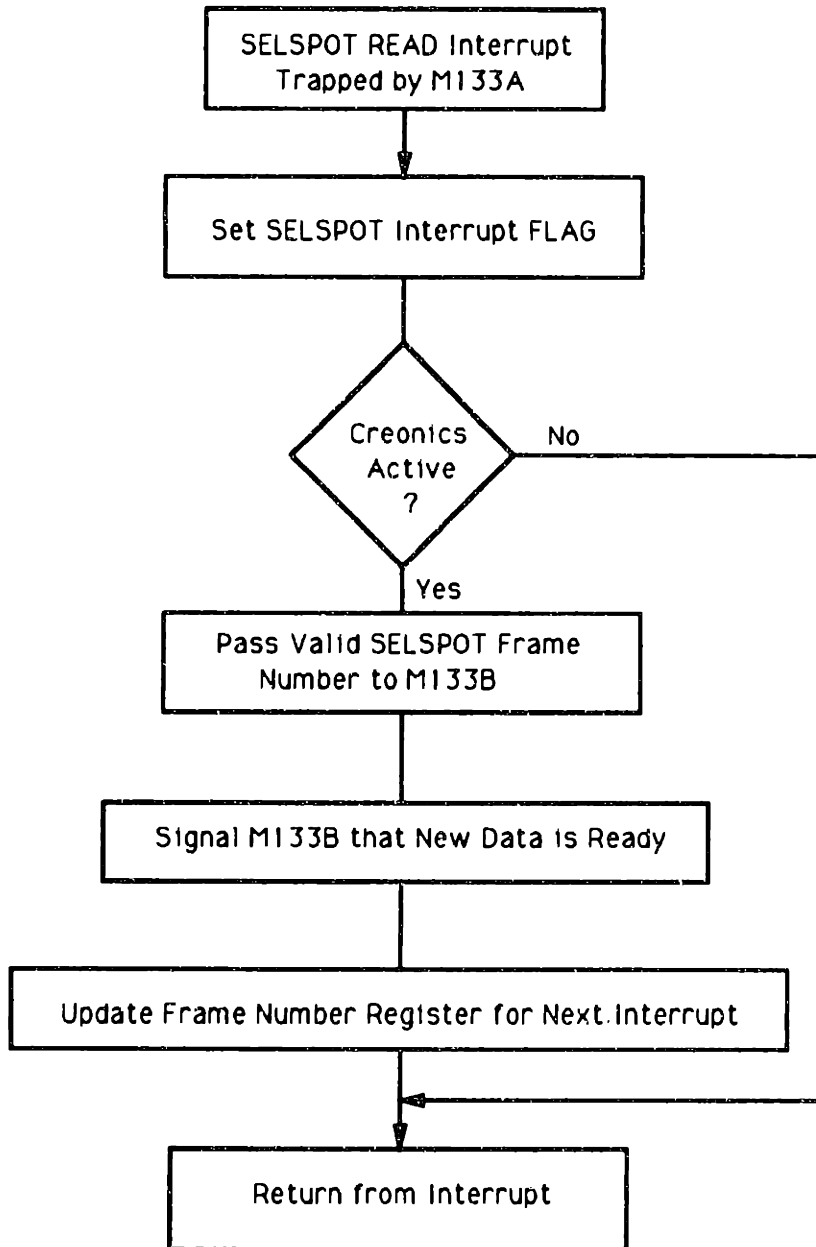 SELSPOT READ Interrupt
Trapped by M133A
Set SELSPOT Interrupt FLAG
Creonics
Active
?
No
Yes
Pass Valid SELSPOT Frame
Number to M133B
Signal M133B that New Data is Ready
Update Frame Number Register for Next Interrupt
Return from Interrupt